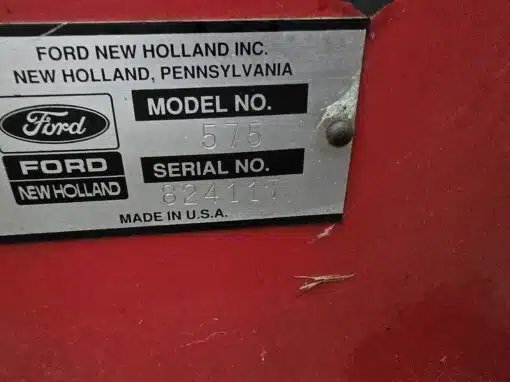 FORD NEW HOLLAND INC.
NEW HOLLAND, PENNSYLVANIA
MODEL NO.
575
Ford
FORD
NEW HOLLAND
SERIAL NO.
824117
MADE IN U.S.A.